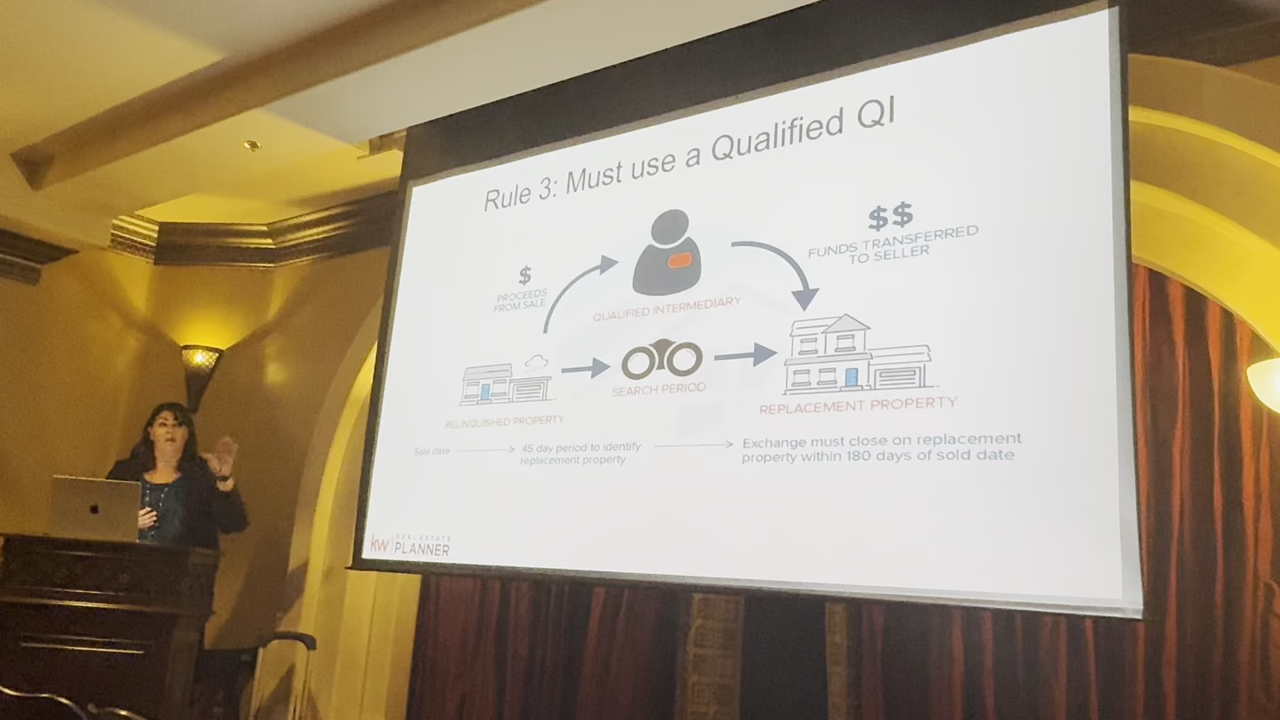 Rule 3: Must use a Qualified QI
$
PROCEEDS
FROM SALE
QUALIFIED INTERMEDIARY
$$
FUNDS TRANSFERRED
TO SELLER
RELINQUISHED PROPERTY
SEARCH PERIOD
REPLACEMENT PROPERTY
Sale date
45 day period to identify
replacement property
Exchange must close on replacement
property within 180 days of sold date
kw
REAL ESTATE
PLANNER